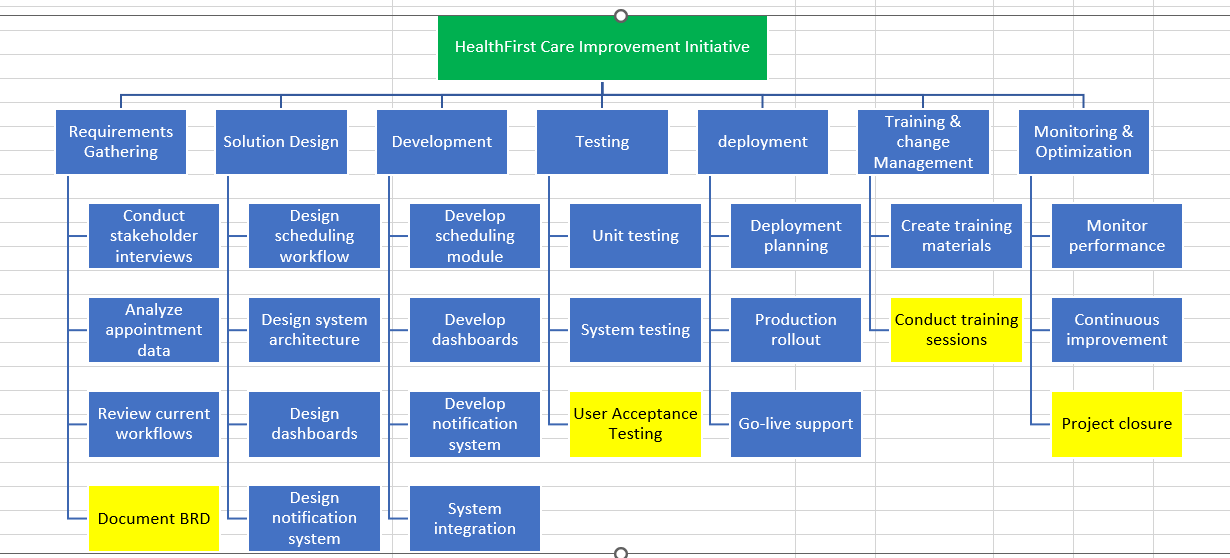 HealthFirst Care Improvement Initiative
Requirements
Gathering
Solution Design
Development
Testing
deployment
Training &
change
Management
Monitoring &
Optimization
Conduct
stakeholder
interviews
Design
scheduling
workflow
Develop
scheduling
module
Unit testing
Deployment
planning
Create training
materials
Monitor
performance
Analyze
appointment
data
Design system
architecture
Develop
dashboards
System testing
Production
rollout
Conduct training
sessions
Continuous
improvement
Review current
workflows
Design
dashboards
Develop
notification
system
User Acceptance
Testing
Go-live support
Project closure
Document BRD
Design
notification
system
System
integration